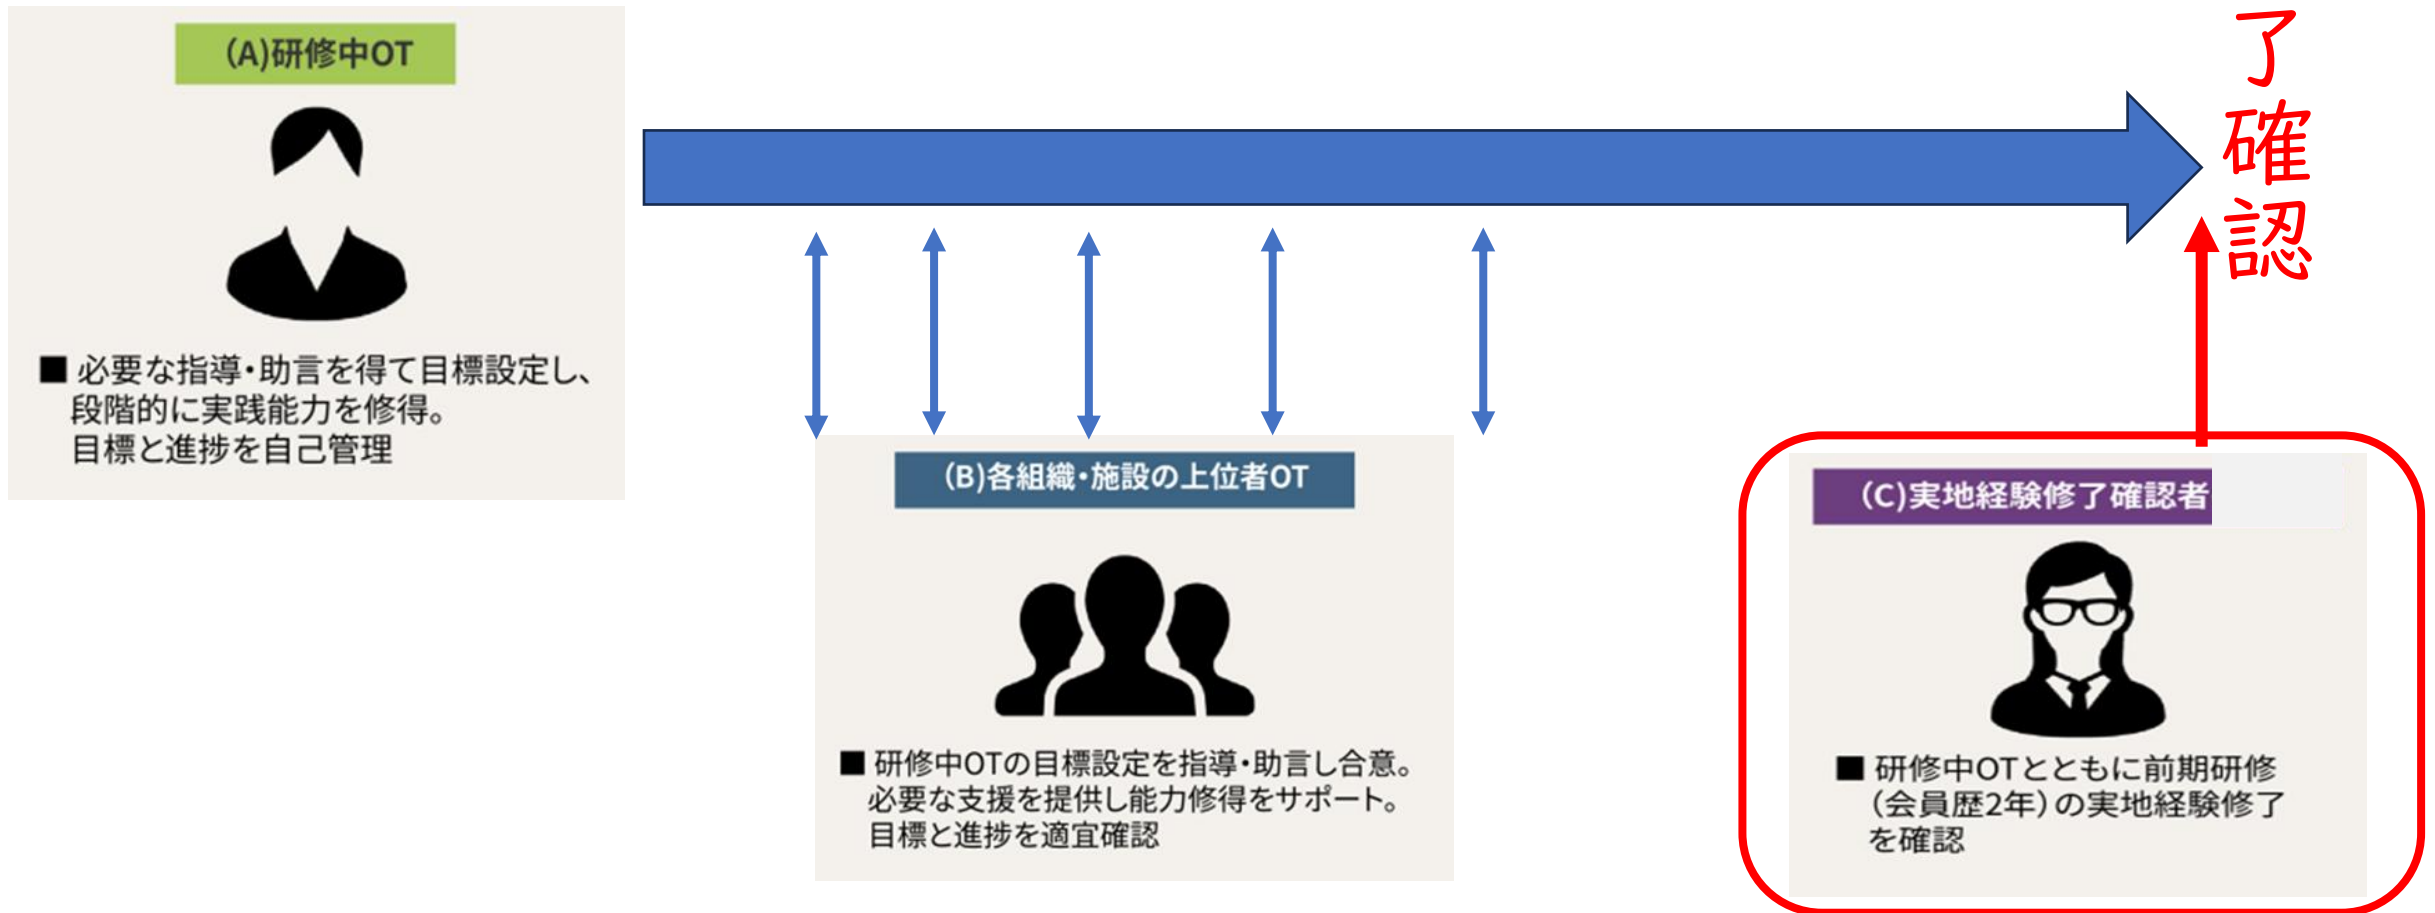 (A)研修中OT
■ 必要な指導・助言を得て目標設定し、
段階的に実践能力を修得。
目標と進捗を自己管理
了確認
(B)各組織・施設の上位者OT
■ 研修中OTの目標設定を指導・助言し合意。
必要な支援を提供し能力修得をサポート。
目標と進捗を適宜確認
(C)実地経験修了確認者
■ 研修中OTとともに前期研修
(会員歴2年)の実地経験修了
を確認